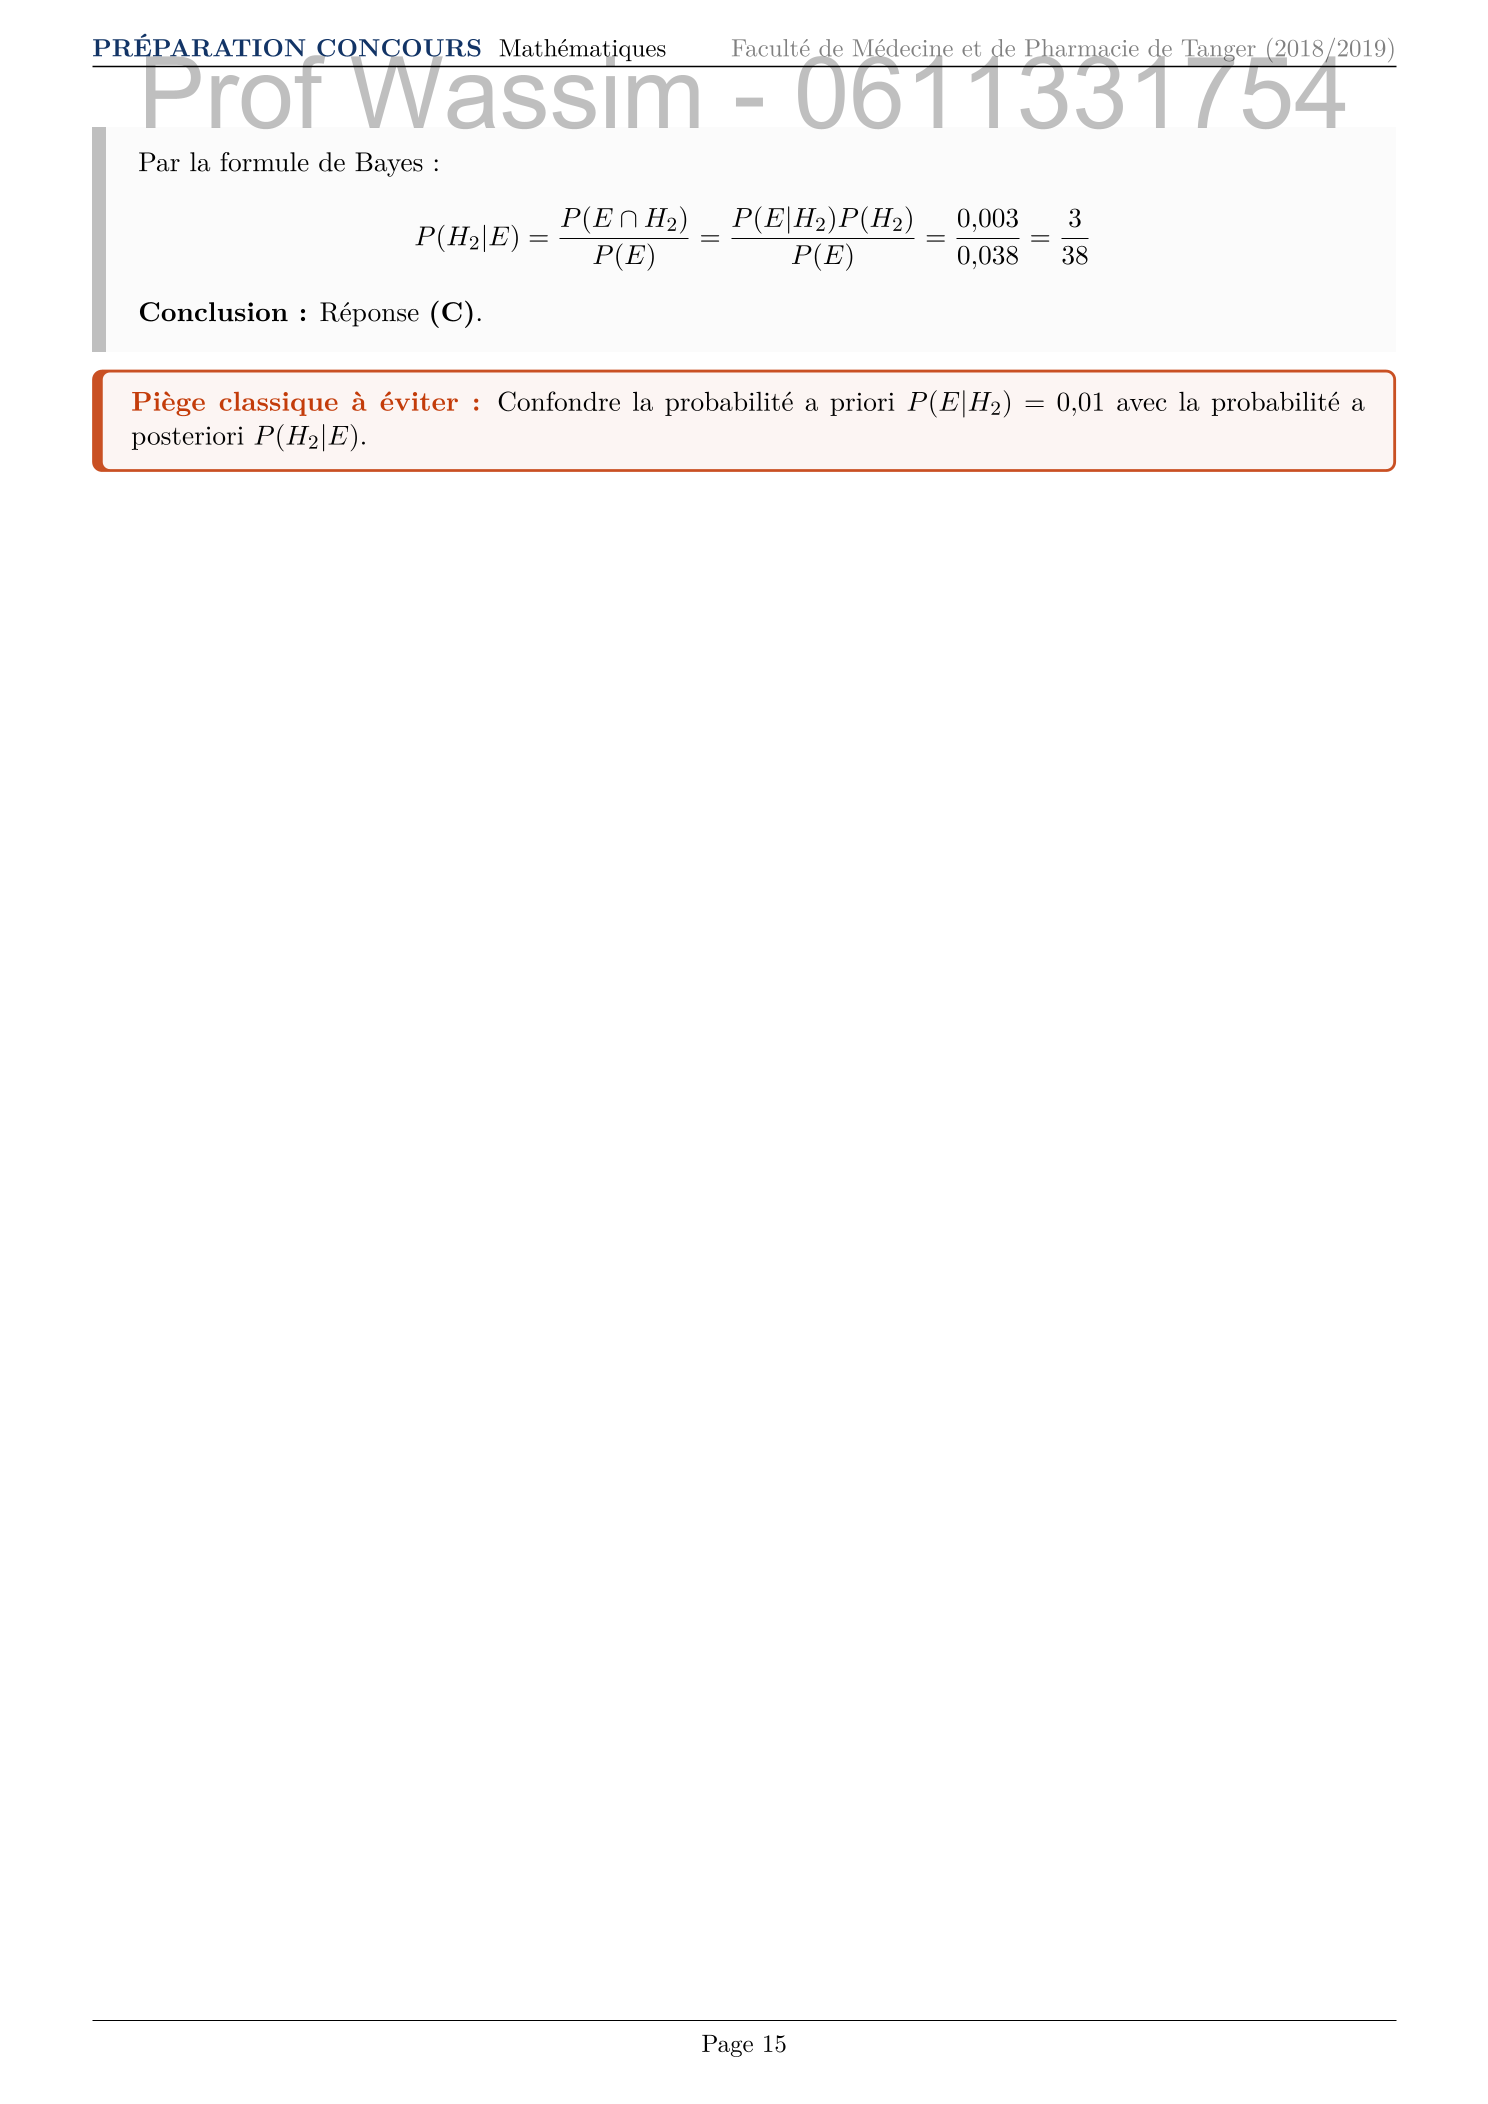 PRÉPARATION CONCOURS Mathématiques Faculté de Médecine et de Pharmacie de Tanger (2018/2019)
Prof Wassim - 0611331754
Par la formule de Bayes :
P(H₂|E) = P(E ∩ H₂)/P(E) = P(E|H₂)P(H₂)/P(E) = 0,003/0,038 = 3/38
Conclusion : Réponse (C).
Piège classique à éviter : Confondre la probabilité a priori P(E|H₂) = 0,01 avec la probabilité a
posteriori P(H₂|E).
Page 15